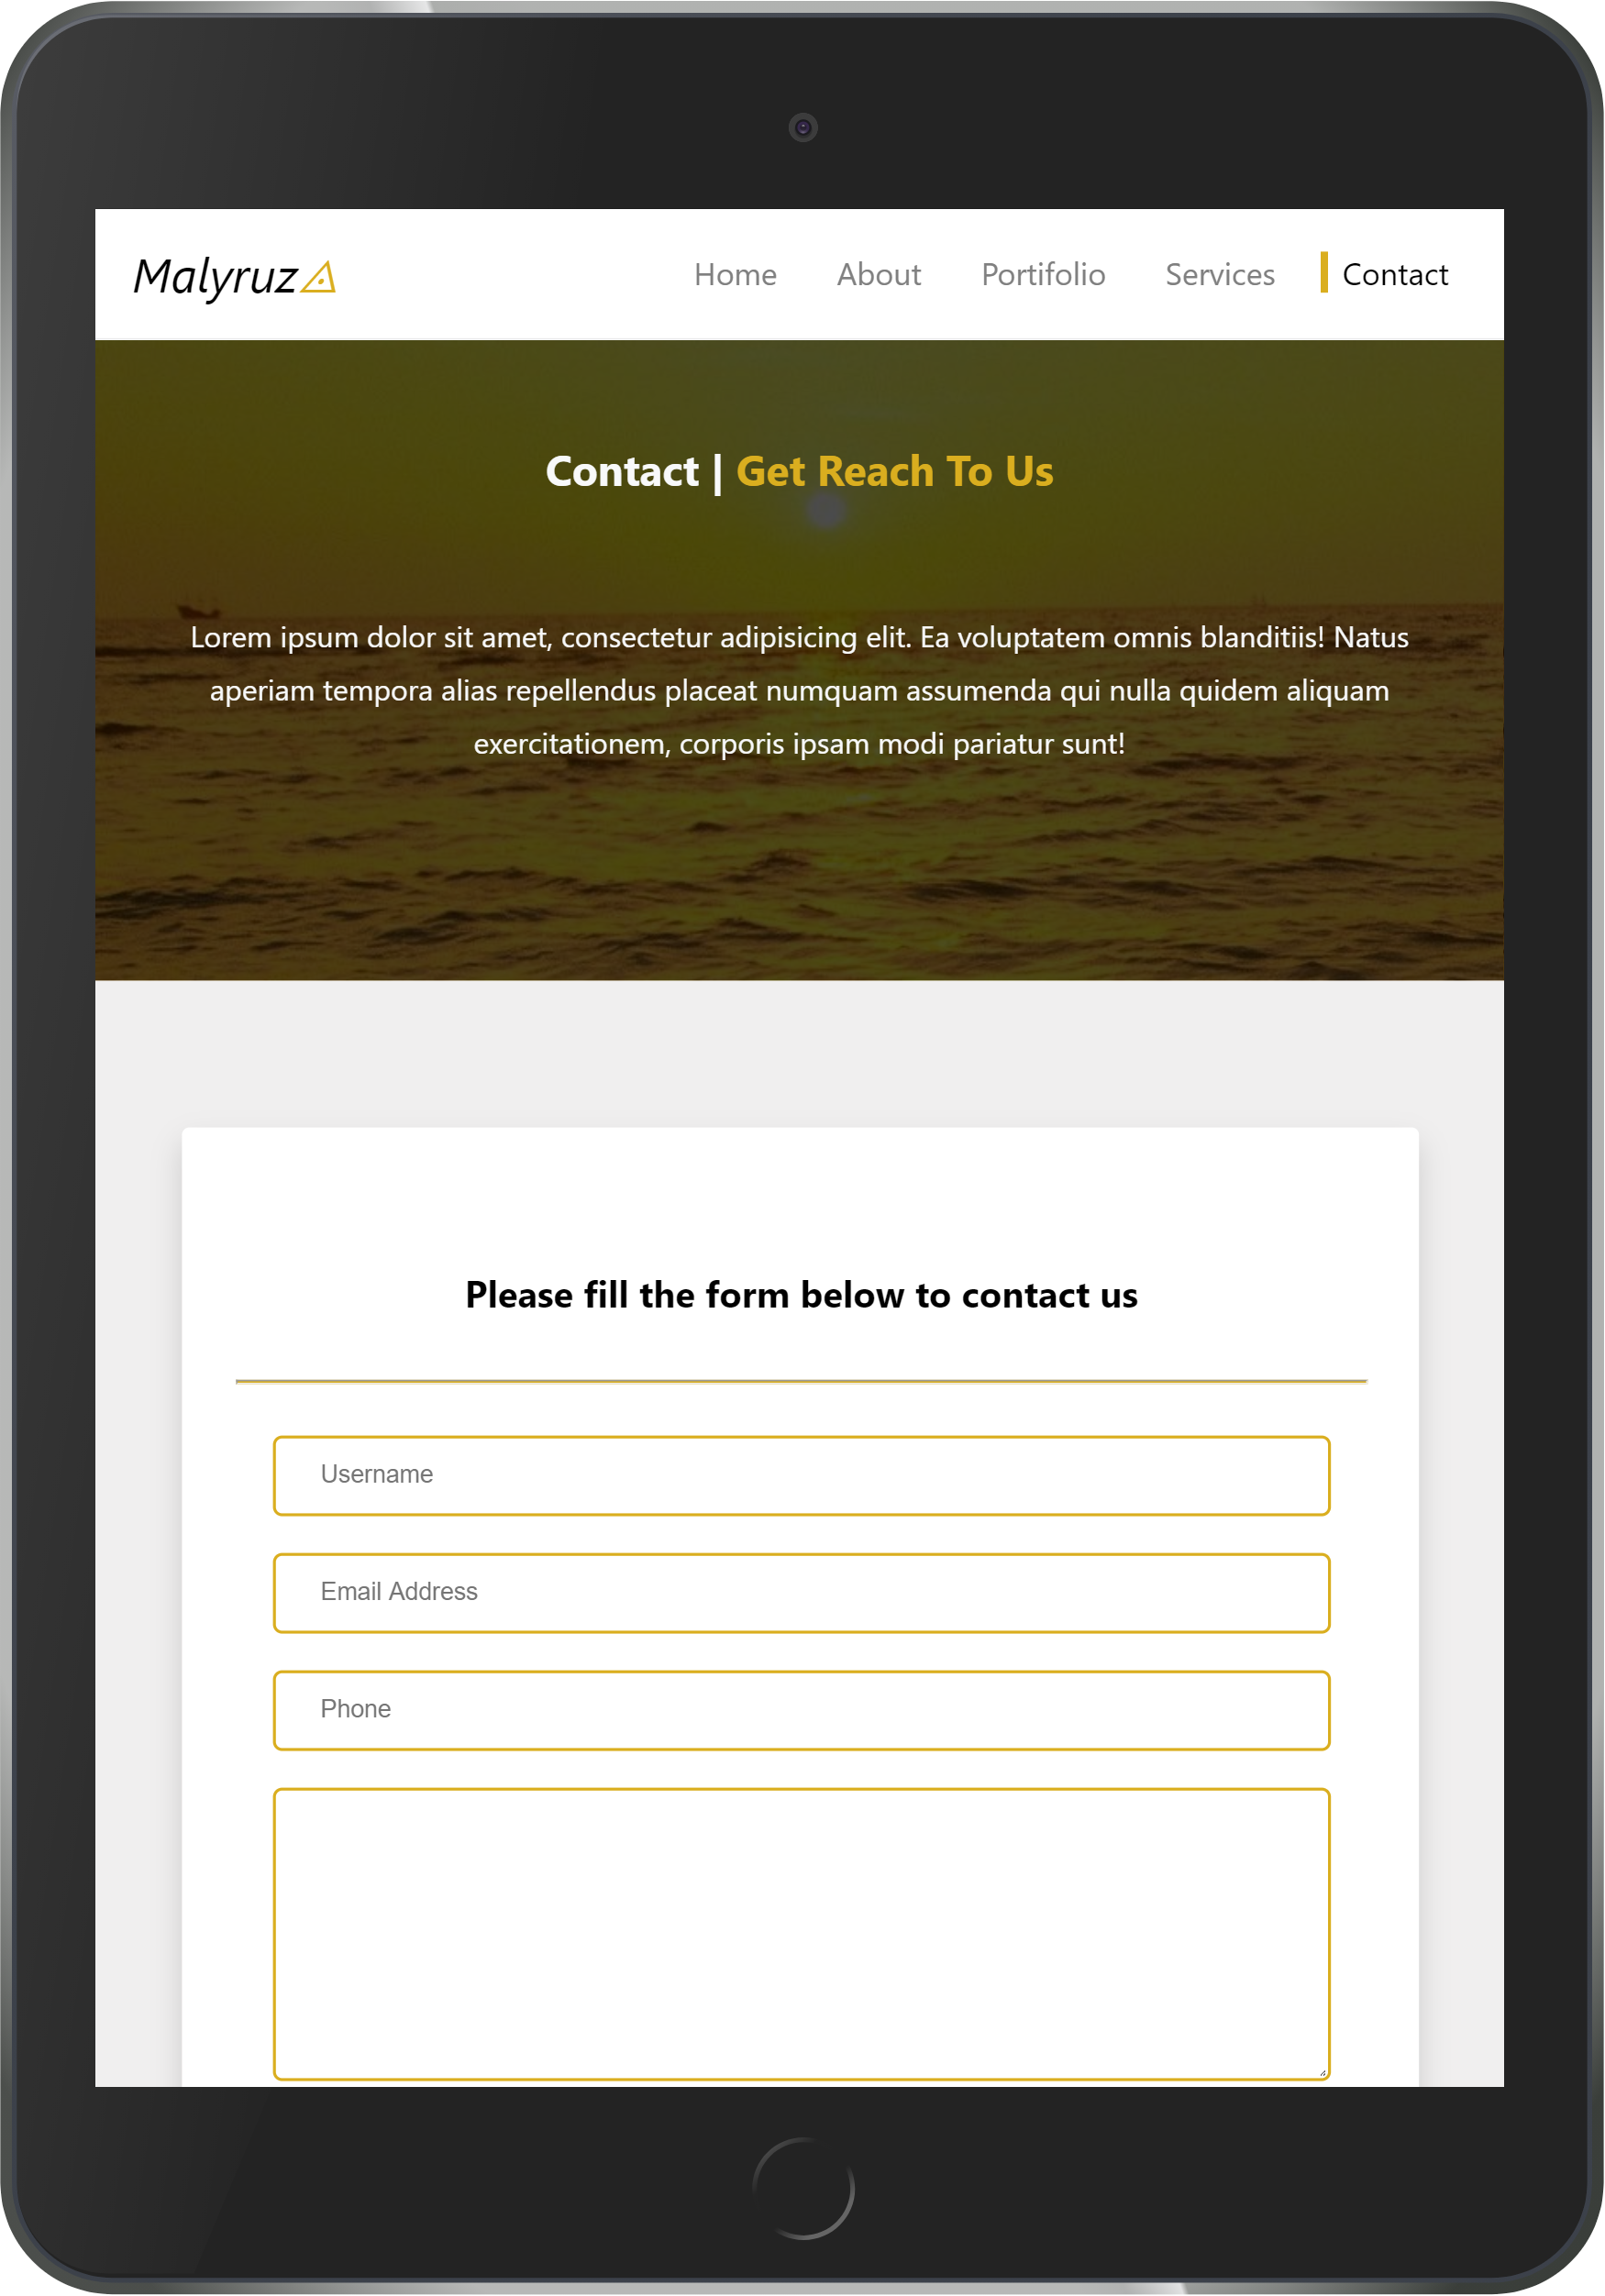 Malyruz
Home About Portifolio Services Contact
Contact | Get Reach To Us
Lorem ipsum dolor sit amet, consectetur adipisicing elit. Ea voluptatem omnis blanditiis! Natus
aperiam tempora alias repellendus placeat numquam assumenda qui nulla quidem aliquam
exercitationem, corporis ipsam modi pariatur sunt!
Please fill the form below to contact us
Username
Email Address
Phone